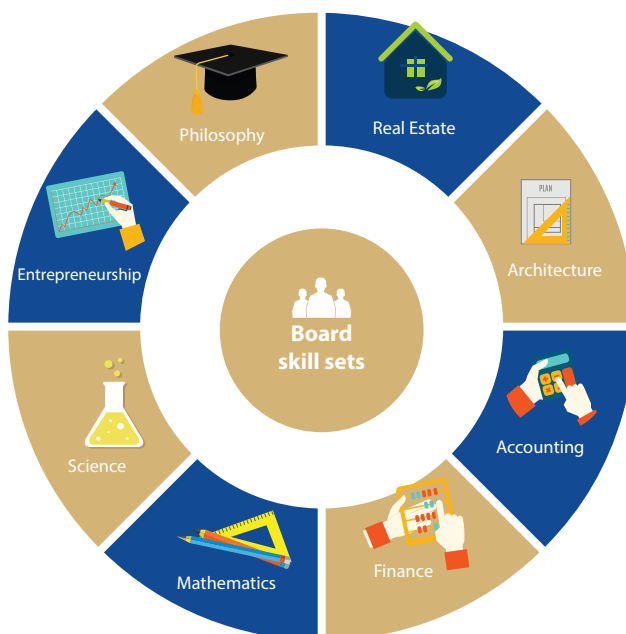 Philosophy
Real Estate
PLAN
Architecture
Entrepreneurship
Board
skill sets
Accounting
Science
Finance
Mathematics